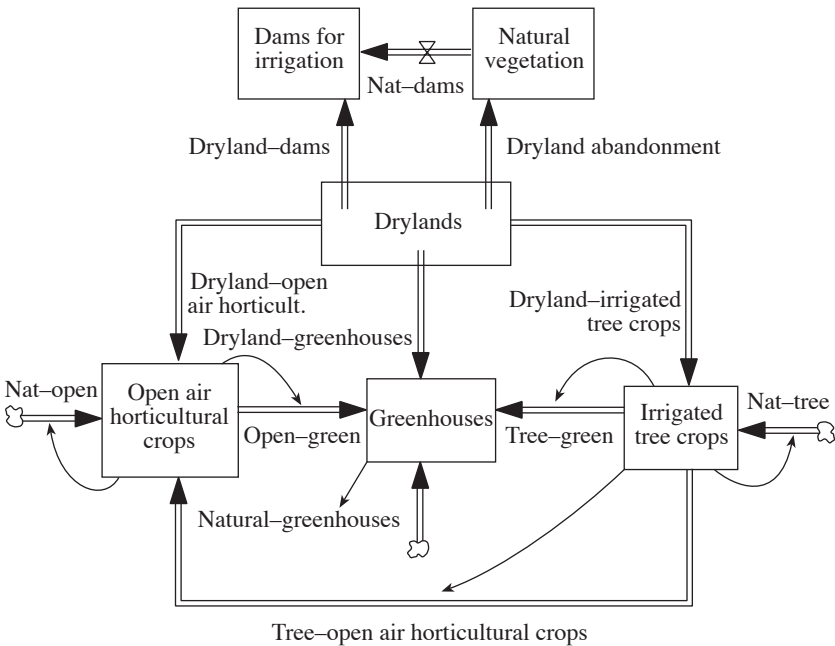 Dams for
irrigation
Natural
vegetation
Nat–dams
Dryland–dams
Dryland abandonment
Drylands
Dryland–open
air horticult.
Dryland–irrigated
tree crops
Dryland–greenhouses
Nat–open
Open air
horticultural
crops
Open–green
Greenhouses
Tree–green
Irrigated
tree crops
Nat–tree
Natural–greenhouses
Tree–open air horticultural crops